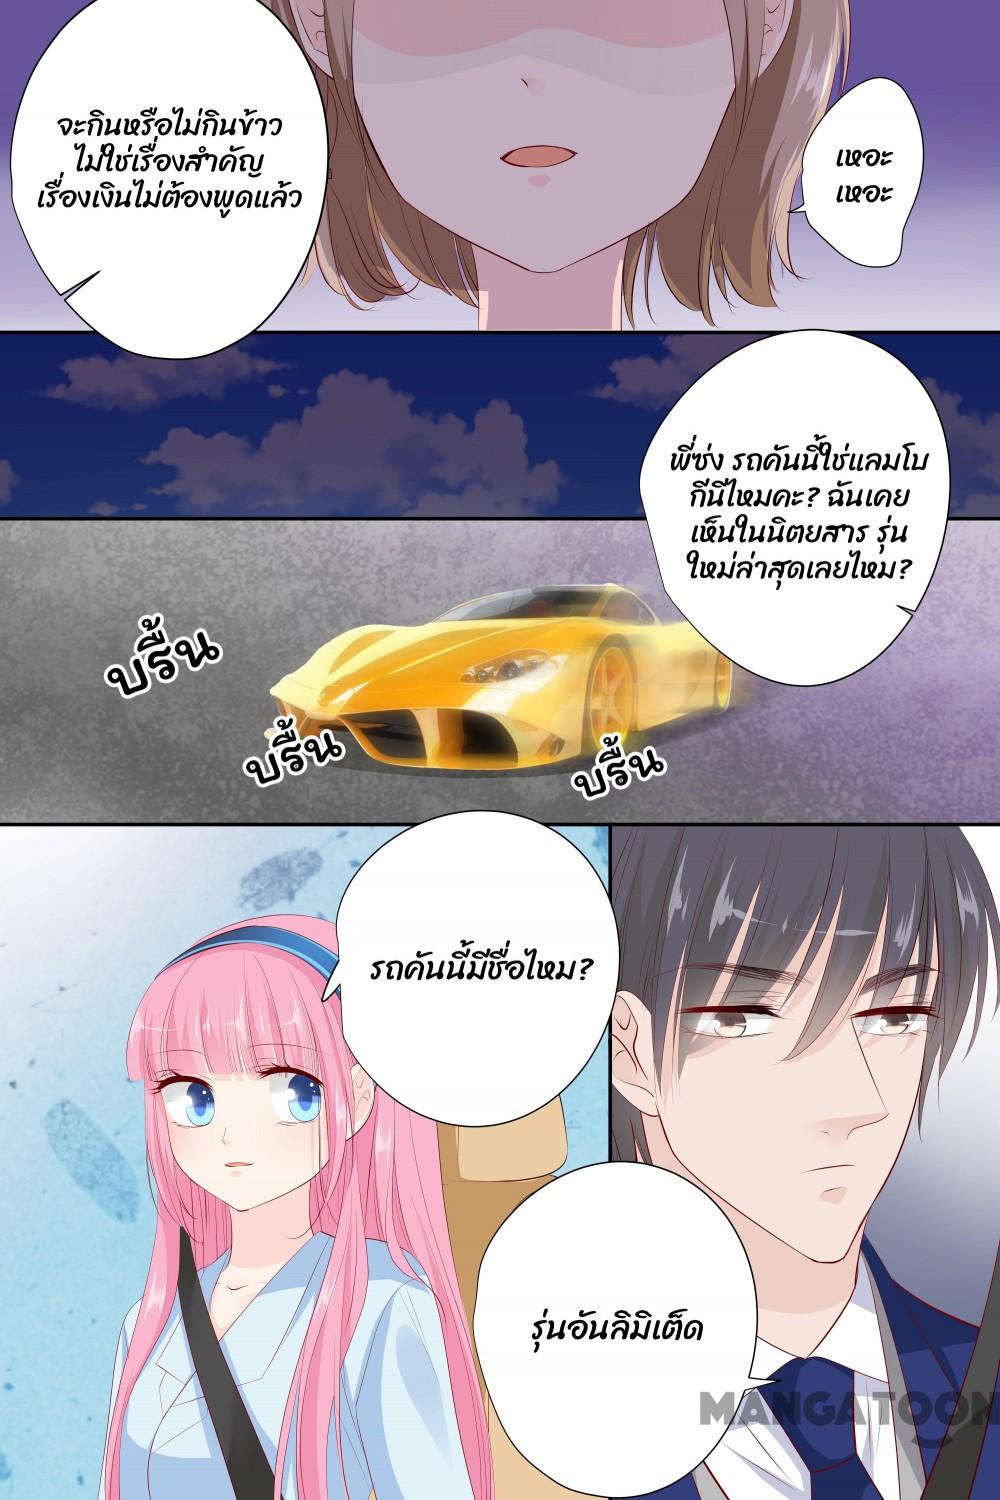 จะกินหรือไม่กินข้าว
ไม่ใช่เรื่องสำคัญ
เรื่องเงินไม่ต้องพูดแล้ว
เหอะ
เหอะ
พี่ซ่ง รถคันนี้ใช่แลมโบ
กีนีไหมคะ? ฉันเคย
เห็นในนิตยสาร รุ่น
ใหม่ล่าสุดเลยไหม?
บรื้น
บรื้น
บรื้น
รถคันนี้มีชื่อไหม?
รุ่นอันลิมิเต็ด
MANGATOON